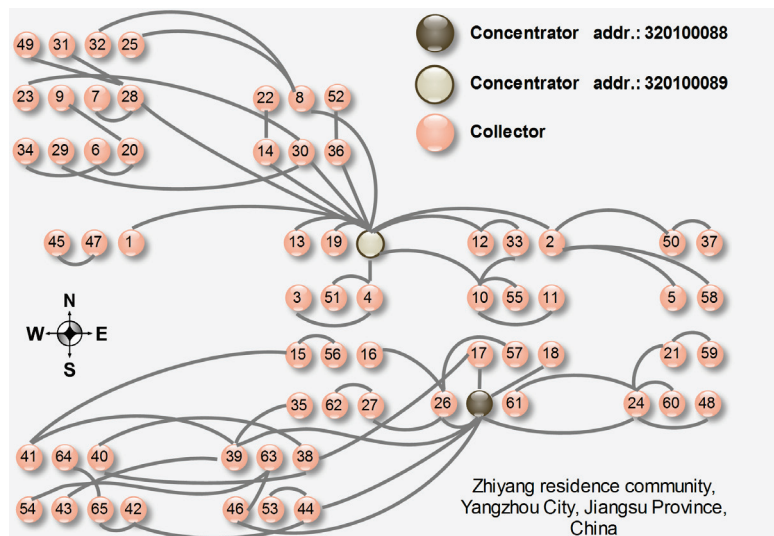 49 31 32 25
Concentrator addr.: 320100088
Concentrator addr.: 320100089
23 9 7 28 22 8 52
Collector
34 29 6 20 14 30 36
45 47 1 13 19 12 33 2 50 37
3 51 4 10 55 11 5 58
N
W E
S
15 56 16 17 57 18 21 59
35 62 27 26 61 24 60 48
41 64 40 39 63 38
54 43 65 42 46 53 44
Zhiyang residence community,
Yangzhou City, Jiangsu Province,
China